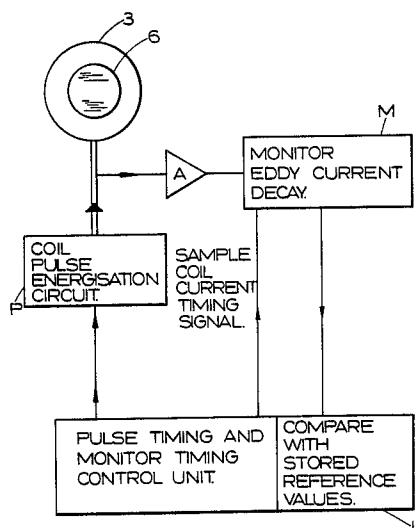 3
6
A
M
MONITOR
EDDY CURRENT
DECAY.
COIL
PULSE
ENERGISATION
CIRCUIT.
P
SAMPLE
COIL
CURRENT
TIMING
SIGNAL.
PULSE TIMING AND
MONITOR TIMING
CONTROL UNIT.
COMPARE
WITH
STORED
REFERENCE
VALUES.